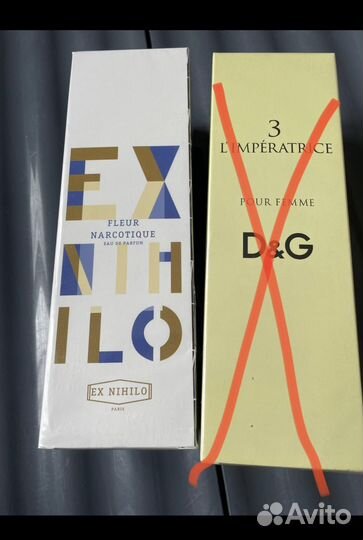 EX
FLEUR
NARCOTIQUE
EAU DE PARFUM
NIH
ILO
EX NIHILO
PARIS
3
L'IMPÉRATRICE
POUR FEMME
D&G
Avito